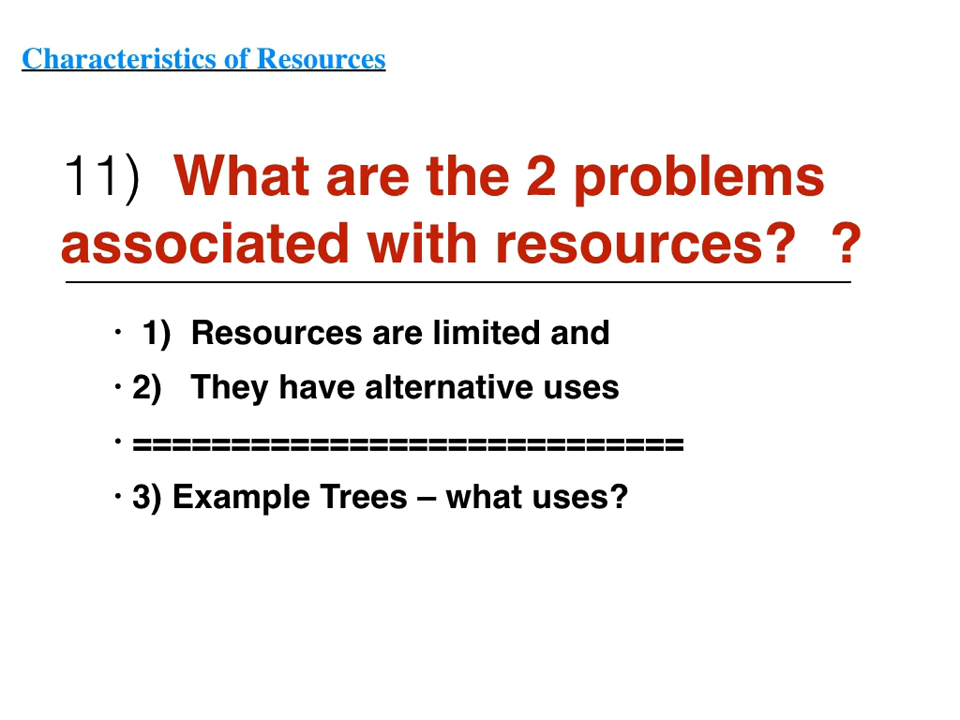 Characteristics of Resources
11) What are the 2 problems
associated with resources? ?
· 1) Resources are limited and
· 2) They have alternative uses
· ============================
· 3) Example Trees – what uses?